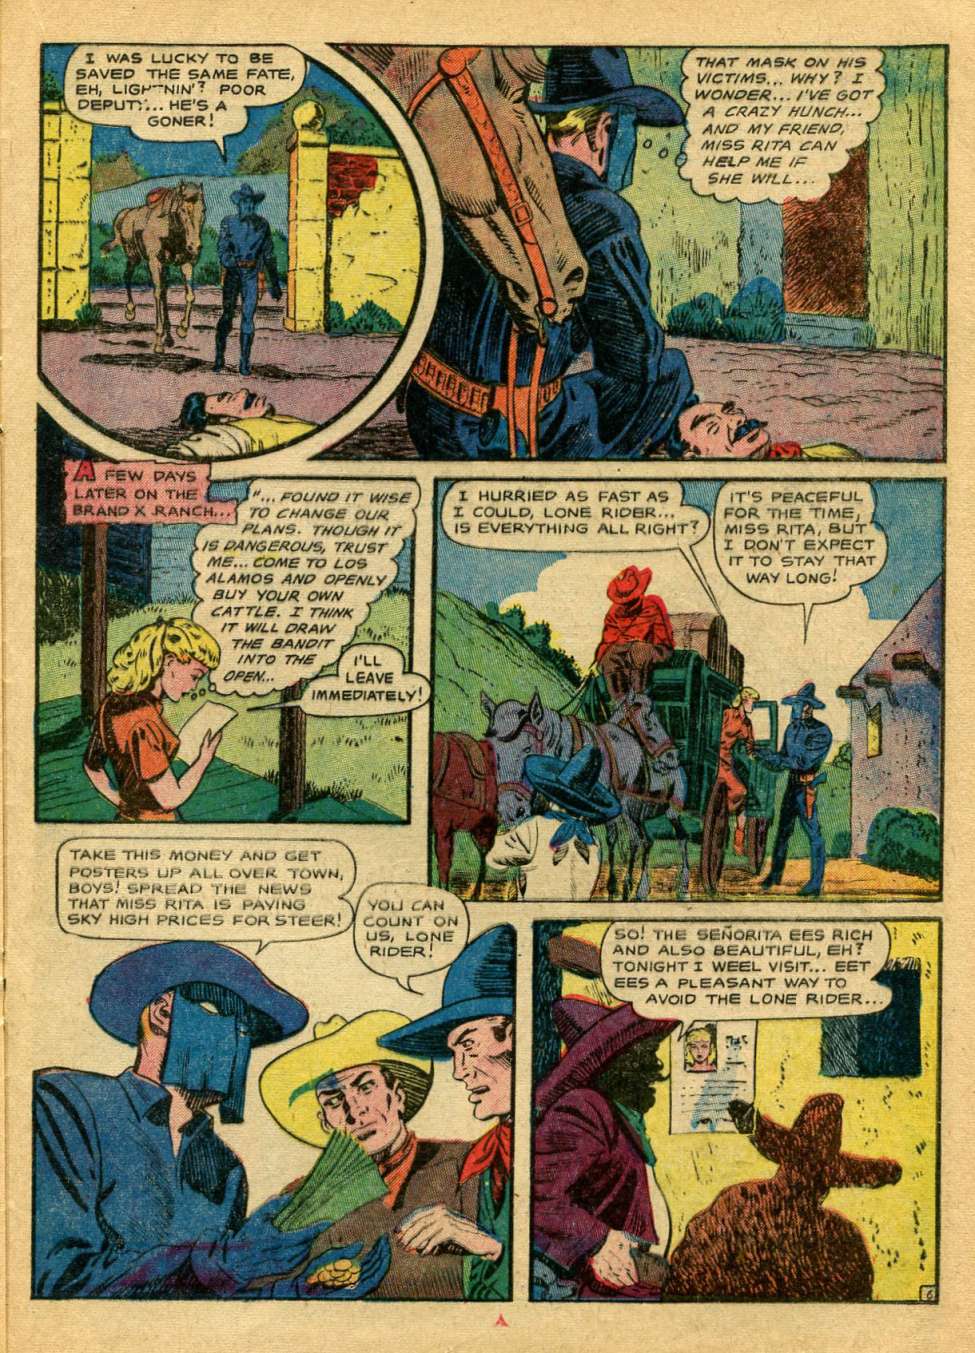 I WAS LUCKY TO BE
SAVED THE SAME FATE,
EH, LIGHTNIN'? POOR
DEPUTY... HE'S A
GONER!
THAT MASK ON HIS
VICTIMS... WHY? I
WONDER... I'VE GOT
A CRAZY HUNCH...
AND MY FRIEND,
MISS RITA CAN
HELP ME IF
SHE WILL...
A FEW DAYS
LATER ON THE
BRAND X RANCH...
"... FOUND IT WISE
TO CHANGE OUR
PLANS. THOUGH IT
IS DANGEROUS, TRUST
ME... COME TO LOS
ALAMOS AND OPENLY
BUY YOUR OWN
CATTLE. I THINK
IT WILL DRAW
THE BANDIT
INTO THE
OPEN...
I'LL
LEAVE
IMMEDIATELY!
I HURRIED AS FAST AS
I COULD, LONE RIDER...
IS EVERYTHING ALL RIGHT?
IT'S PEACEFUL
FOR THE TIME,
MISS RITA, BUT
I DON'T EXPECT
IT TO STAY THAT
WAY LONG!
TAKE THIS MONEY AND GET
POSTERS UP ALL OVER TOWN,
BOYS! SPREAD THE NEWS
THAT MISS RITA IS PAYING
SKY HIGH PRICES FOR STEER!
YOU CAN
COUNT ON
US, LONE
RIDER!
SO! THE SEÑORITA EES RICH
AND ALSO BEAUTIFUL, EH?
TONIGHT I WEEL VISIT... EET
EES A PLEASANT WAY TO
AVOID THE LONE RIDER...
6
A